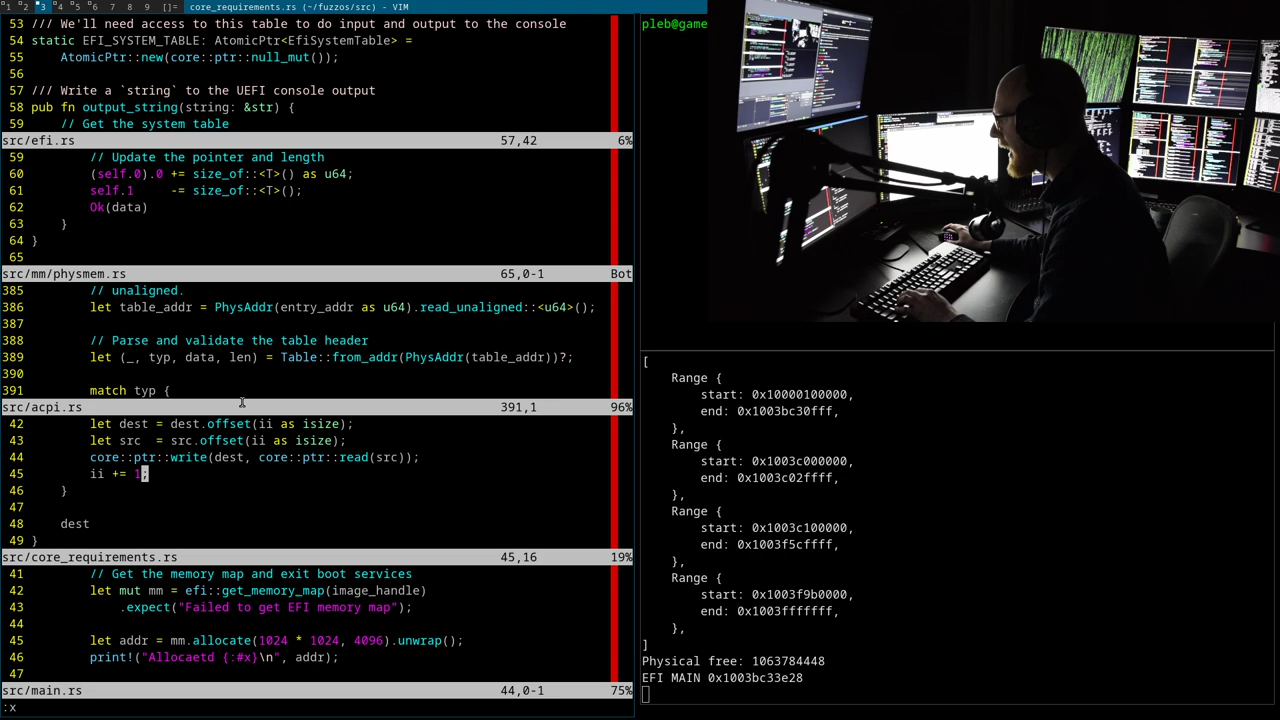 1 2 3 4 5 6 7 8 9 []= core_requirements.rs (~/fuzzos/src) - VIM
53 /// We'll need access to this table to do input and output to the console
54 static EFI_SYSTEM_TABLE: AtomicPtr<EfiSystemTable> =
55     AtomicPtr::new(core::ptr::null_mut());
56
57 /// Write a `string` to the UEFI console output
58 pub fn output_string(string: &str) {
59     // Get the system table
src/efi.rs 57,42 6%
59         // Update the pointer and length
60         (self.0).0 += size_of::<T>() as u64;
61         self.1     -= size_of::<T>();
62         Ok(data)
63     }
64 }
65
src/mm/physmem.rs 65,0-1 Bot
385         // unaligned.
386         let table_addr = PhysAddr(entry_addr as u64).read_unaligned::<u64>();
387
388         // Parse and validate the table header
389         let (_, typ, data, len) = Table::from_addr(PhysAddr(table_addr))?;
390
391         match typ {
src/acpi.rs 391,1 96%
42         let dest = dest.offset(ii as isize);
43         let src  = src.offset(ii as isize);
44         core::ptr::write(dest, core::ptr::read(src));
45         ii += 1;
46     }
47
48     dest
49 }
src/core_requirements.rs 45,16 19%
41         // Get the memory map and exit boot services
42         let mut mm = efi::get_memory_map(image_handle)
43             .expect("Failed to get EFI memory map");
44
45         let addr = mm.allocate(1024 * 1024, 4096).unwrap();
46         print!("Allocaetd {:#x}\n", addr);
47
src/main.rs 44,0-1 75%
:x
pleb@game
[
    Range {
        start: 0x10000100000,
        end: 0x1003bc30fff,
    },
    Range {
        start: 0x1003c000000,
        end: 0x1003c02ffff,
    },
    Range {
        start: 0x1003c100000,
        end: 0x1003f5cffff,
    },
    Range {
        start: 0x1003f9b0000,
        end: 0x1003fffffff,
    },
]
Physical free: 1063784448
EFI MAIN 0x1003bc33e28